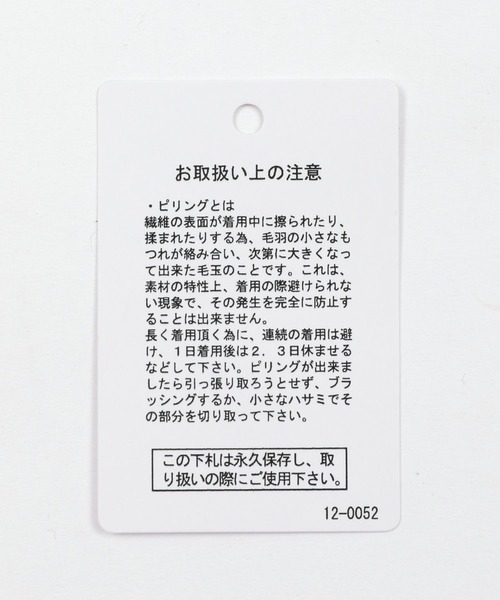 お取扱い上の注意
・ピリングとは
繊維の表面が着用中に擦られたり、
揉まれたりする為、毛羽の小さなも
つれが絡み合い、次第に大きくなっ
て出来た毛玉のことです。これは、
素材の特性上、着用の際避けられな
い現象で、その発生を完全に防止す
ることは出来ません。
長く着用頂く為に、連続の着用は避
け、１日着用後は２．３日休ませる
などして下さい。ピリングが出来ま
したら引っ張り取ろうとせず、ブラ
ッシングするか、小さなハサミでそ
の部分を切り取って下さい。
この下札は永久保存し、取
り扱いの際にご使用下さい。
12-0052